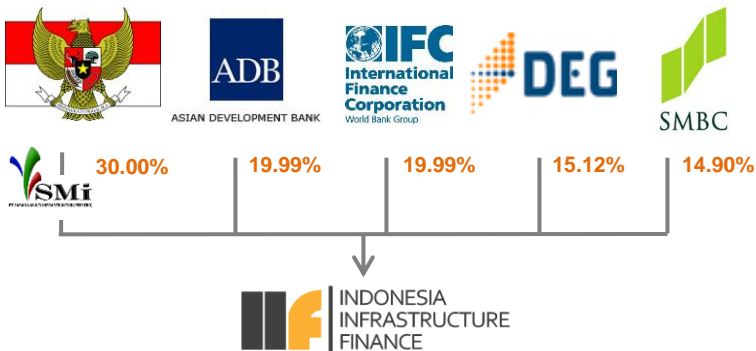 ADB
ASIAN DEVELOPMENT BANK
IFC
International
Finance
Corporation
World Bank Group
DEG
SMBC
SMi
30.00%
19.99%
19.99%
15.12%
14.90%
INDONESIA
INFRASTRUCTURE
FINANCE